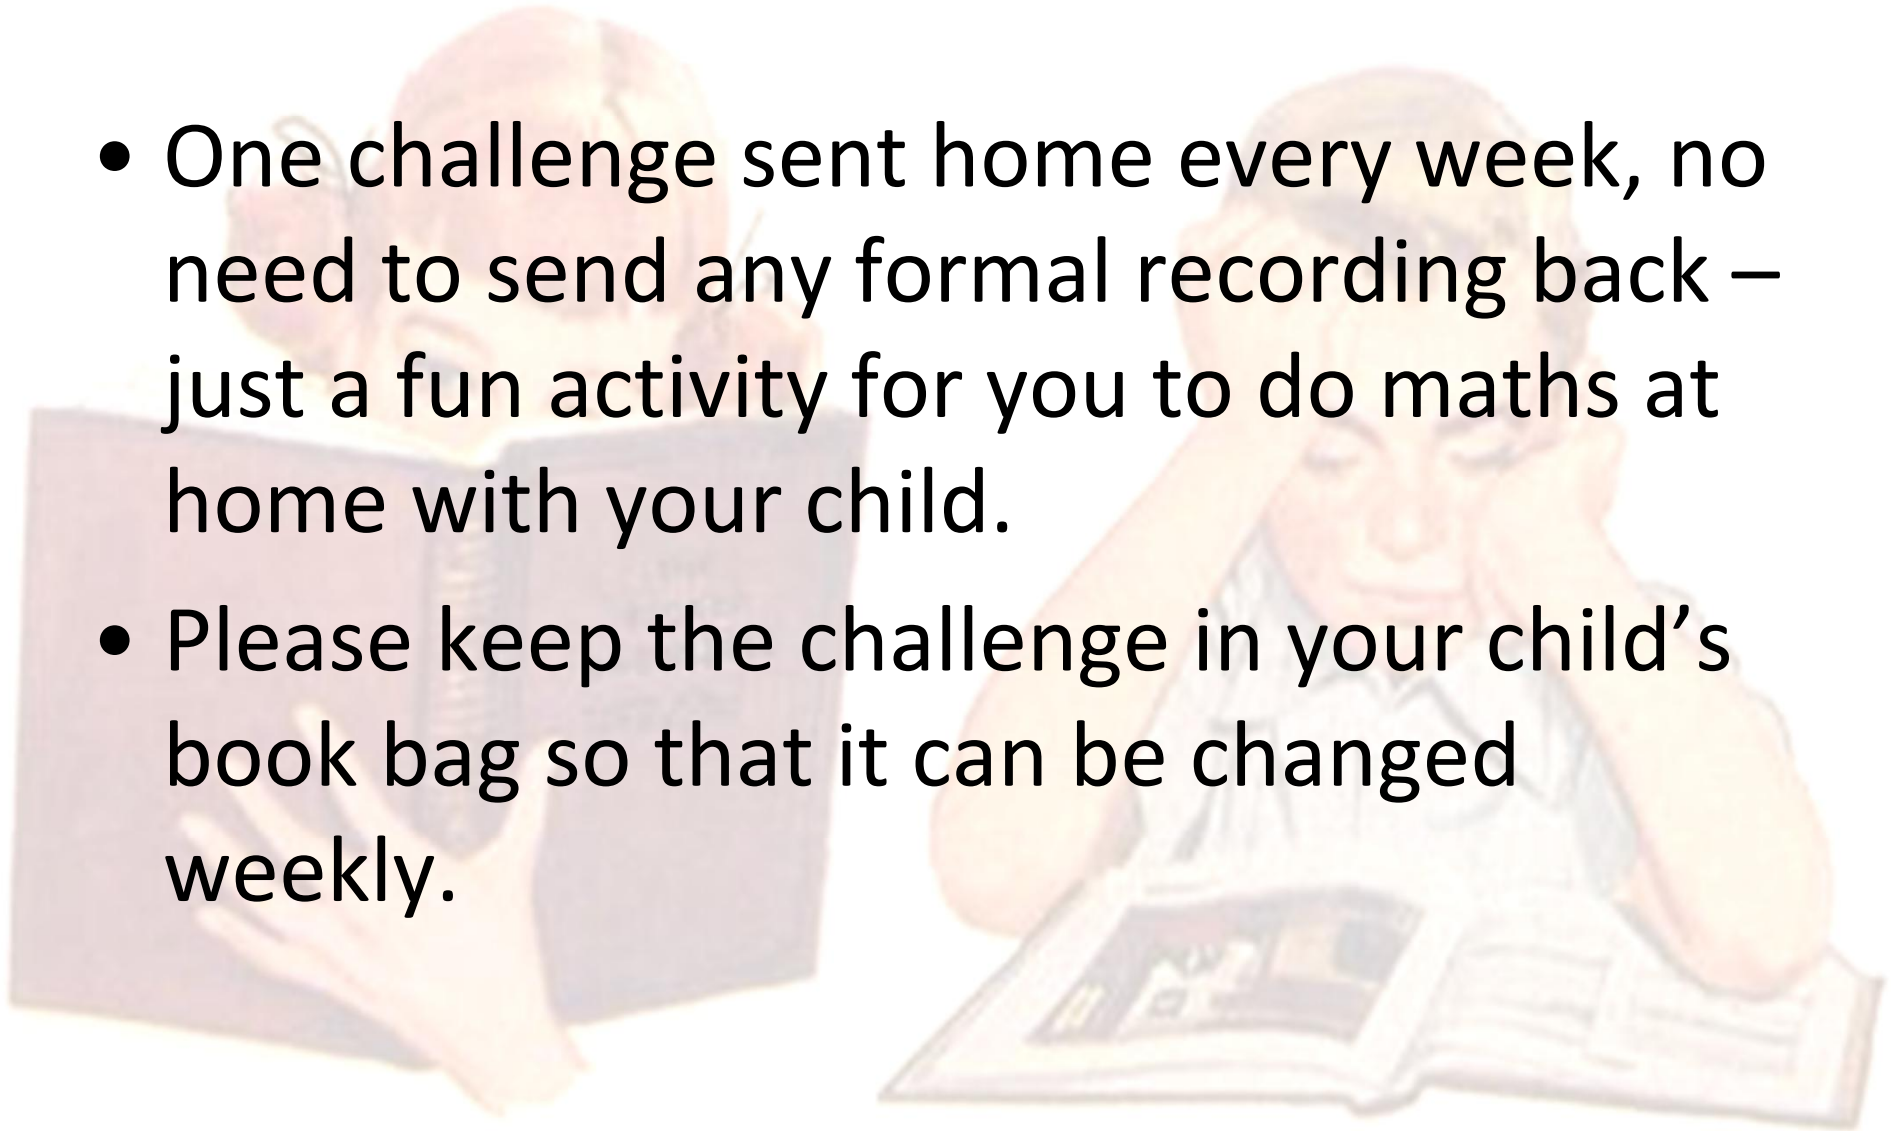 • One challenge sent home every week, no
need to send any formal recording back –
just a fun activity for you to do maths at
home with your child.
• Please keep the challenge in your child’s
book bag so that it can be changed
weekly.